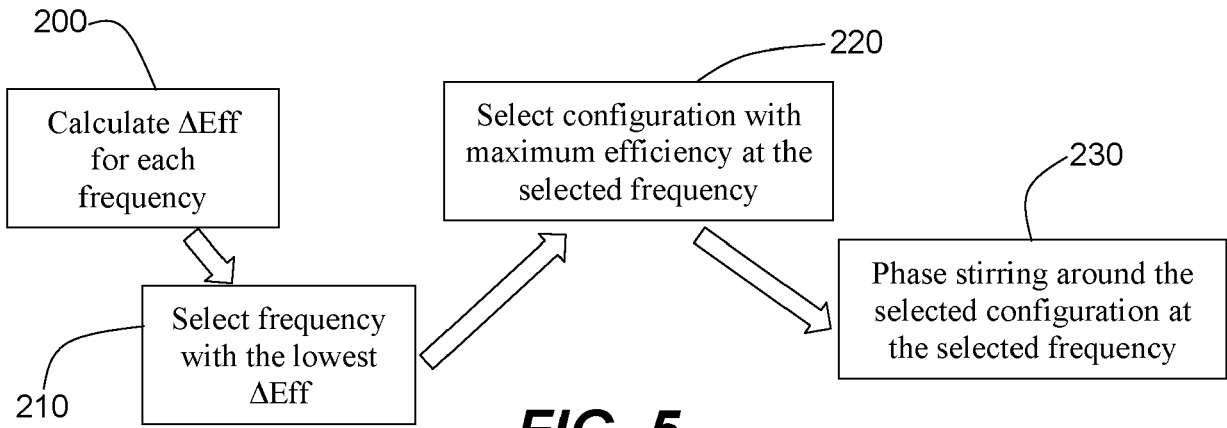 200
Calculate ΔEff
for each
frequency
210
Select frequency
with the lowest
ΔEff
220
Select configuration with
maximum efficiency at the
selected frequency
230
Phase stirring around the
selected configuration at
the selected frequency
FIG. 5